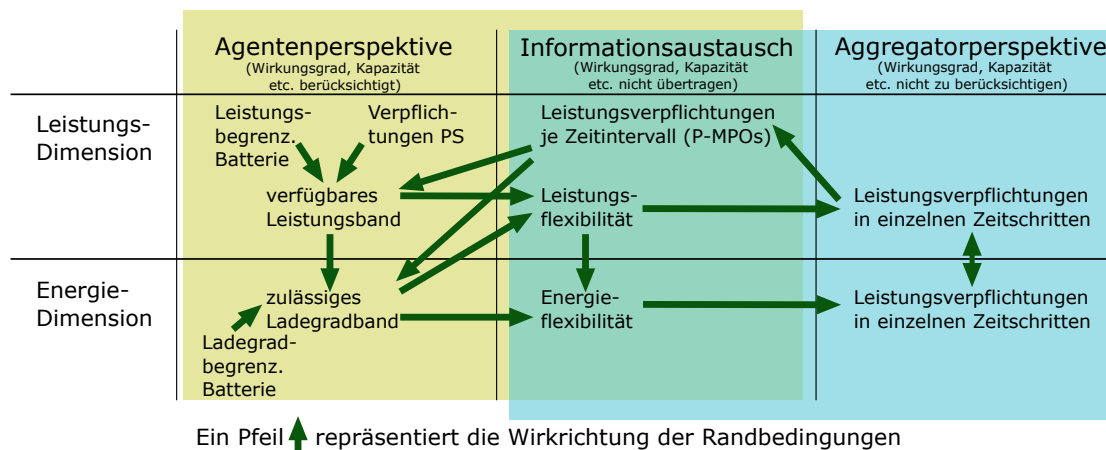 Agentenperspektive
(Wirkungsgrad, Kapazität
etc. berücksichtigt)
Informationsaustausch
(Wirkungsgrad, Kapazität
etc. nicht übertragen)
Aggregatorperspektive
(Wirkungsgrad, Kapazität
etc. nicht zu berücksichtigen)
Leistungs-
Dimension
Leistungs-
begrenz.
Batterie
Verpflich-
tungen PS
Leistungsverpflichtungen
je Zeitintervall (P-MPOs)
verfügbares
Leistungsband
Leistungs-
flexibilität
Leistungsverpflichtungen
in einzelnen Zeitschritten
Energie-
Dimension
zulässiges
Ladegradband
Energie-
flexibilität
Leistungsverpflichtungen
in einzelnen Zeitschritten
Ladegrad-
begrenz.
Batterie
Ein Pfeil repräsentiert die Wirkrichtung der Randbedingungen